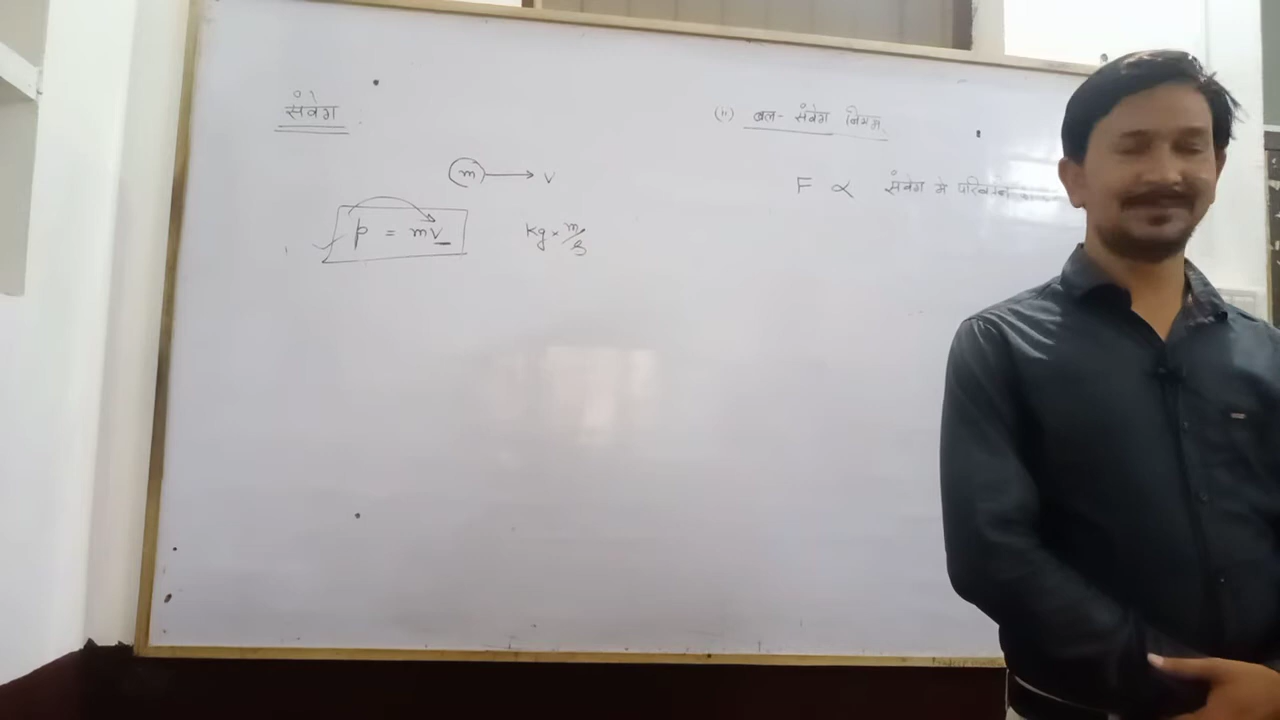 संवेग
m → v
p = mv
kg × m/s
(ii) बल- संवेग नियम
F ∝ संवेग मे परिवर्तन